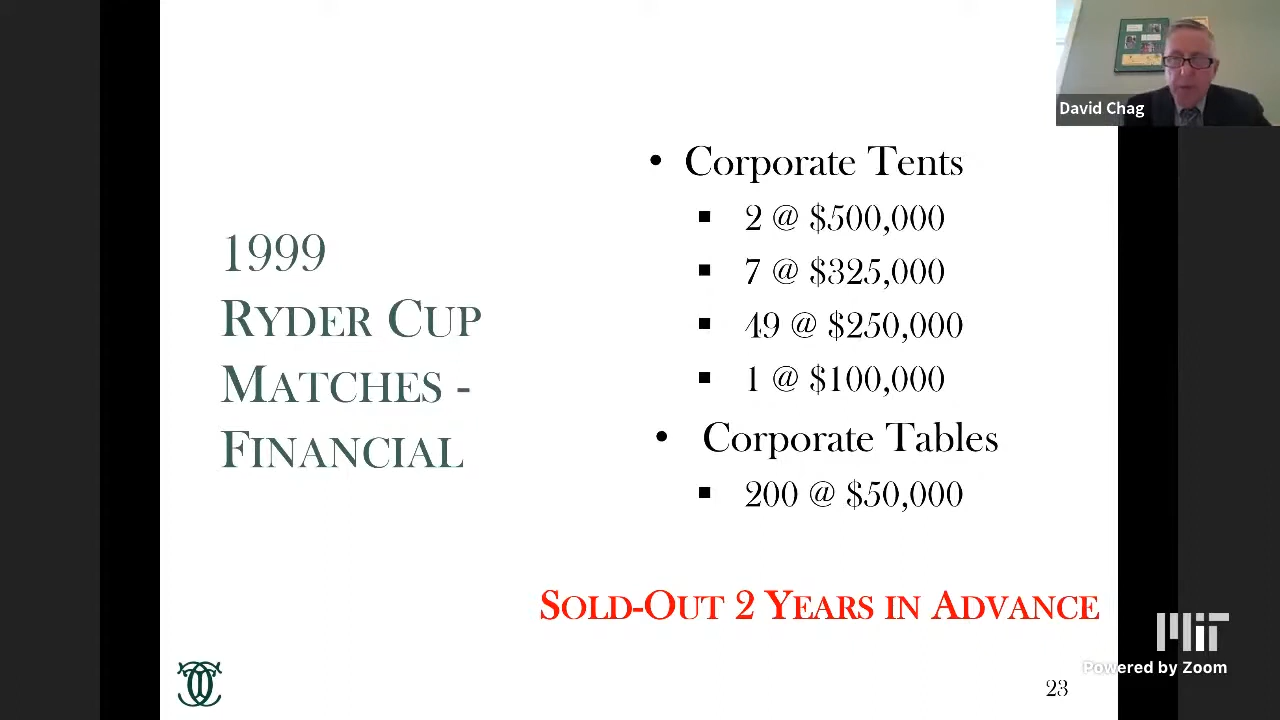 David Chag
1999
RYDER CUP
MATCHES -
FINANCIAL
• Corporate Tents
▪ 2 @ $500,000
▪ 7 @ $325,000
▪ 49 @ $250,000
▪ 1 @ $100,000
• Corporate Tables
▪ 200 @ $50,000
SOLD-OUT 2 YEARS IN ADVANCE
MIT
Powered by Zoom
23